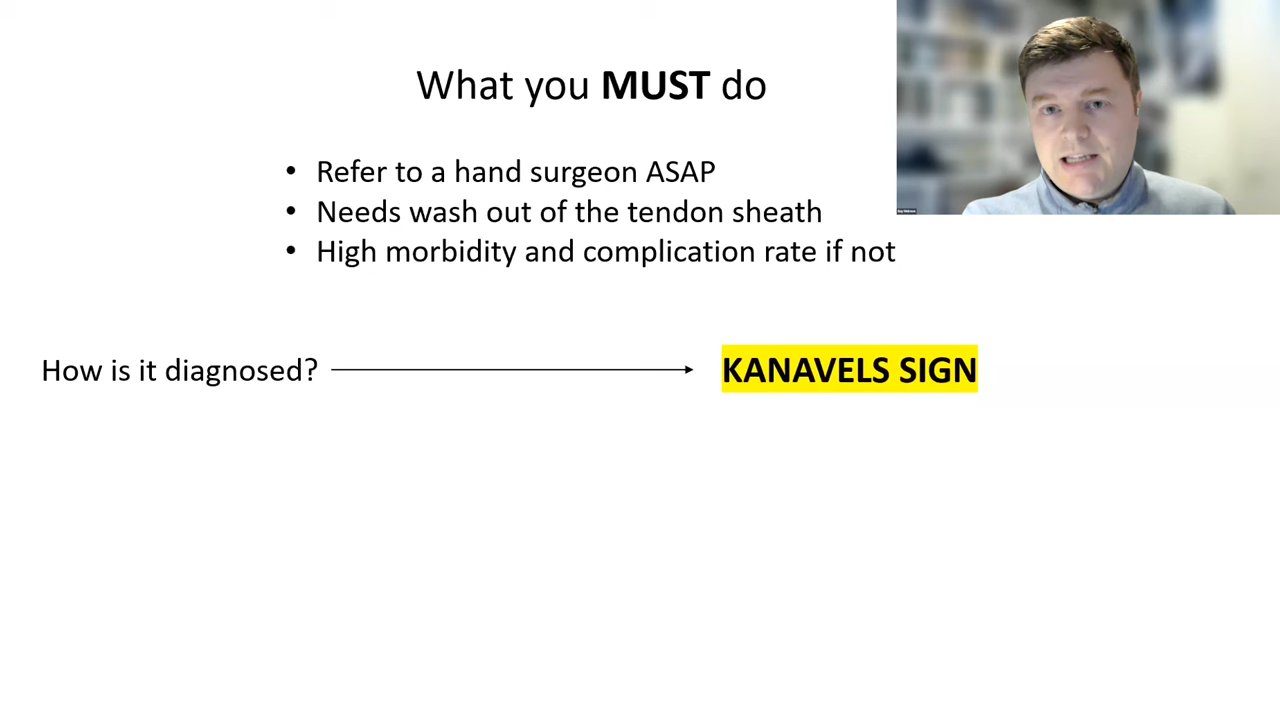 What you MUST do
• Refer to a hand surgeon ASAP
• Needs wash out of the tendon sheath
• High morbidity and complication rate if not
How is it diagnosed?
KANAVELS SIGN